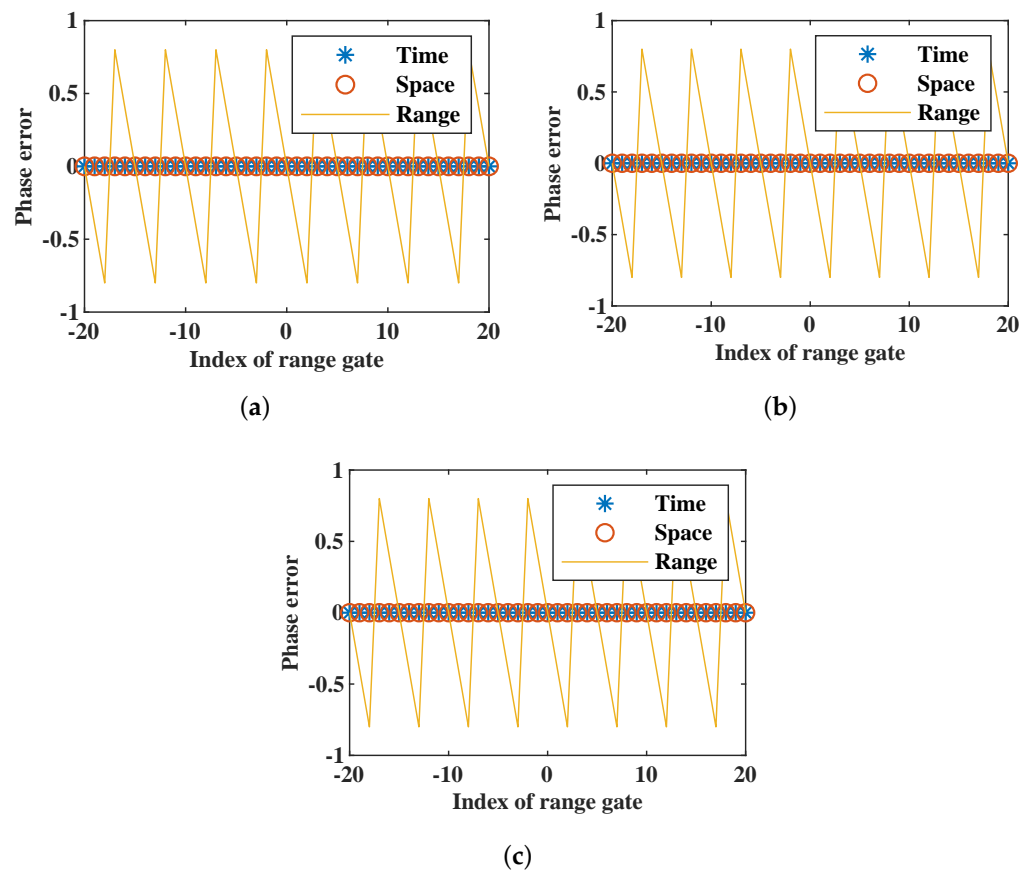 1
0.5
0
-0.5
-1
Phase error
-20 -10 0 10 20
Index of range gate
Time
Space
Range
(a)
1
0.5
0
-0.5
-1
Phase error
-20 -10 0 10 20
Index of range gate
Time
Space
Range
(b)
1
0.5
0
-0.5
-1
Phase error
-20 -10 0 10 20
Index of range gate
Time
Space
Range
(c)